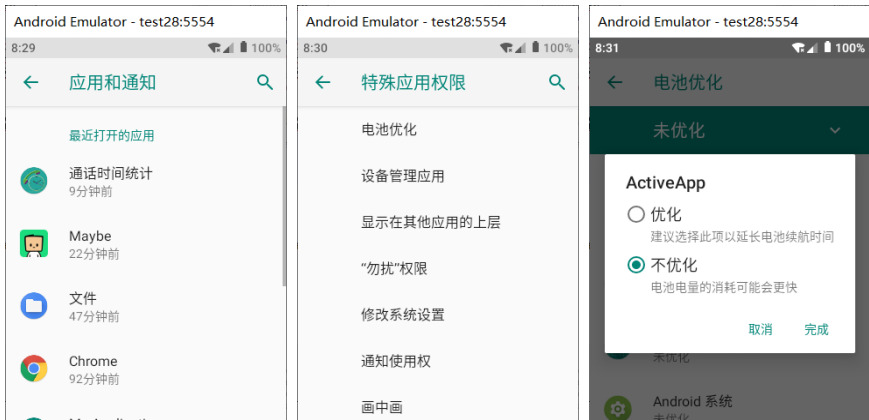 Android Emulator - test28:5554
8:29
100%
应用和通知
最近打开的应用
通话时间统计
9分钟前
Maybe
22分钟前
文件
47分钟前
Chrome
92分钟前
Android Emulator - test28:5554
8:30
100%
特殊应用权限
电池优化
设备管理应用
显示在其他应用的上层
“勿扰”权限
修改系统设置
通知使用权
画中画
Android Emulator - test28:5554
8:31
100%
电池优化
未优化
ActiveApp
优化
建议选择此项以延长电池续航时间
不优化
电池电量的消耗可能会更快
取消
完成
未优化
Android 系统
未优化